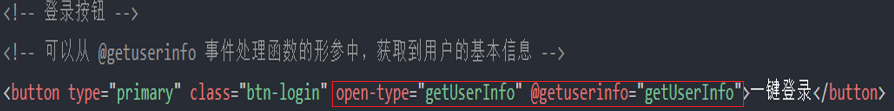 <!-- 登录按钮 -->
<!-- 可以从 @getuserinfo 事件处理函数的形参中，获取到用户的基本信息 -->
<button type="primary" class="btn-login" open-type="getUserInfo" @getuserinfo="getUserInfo">一键登录</button>